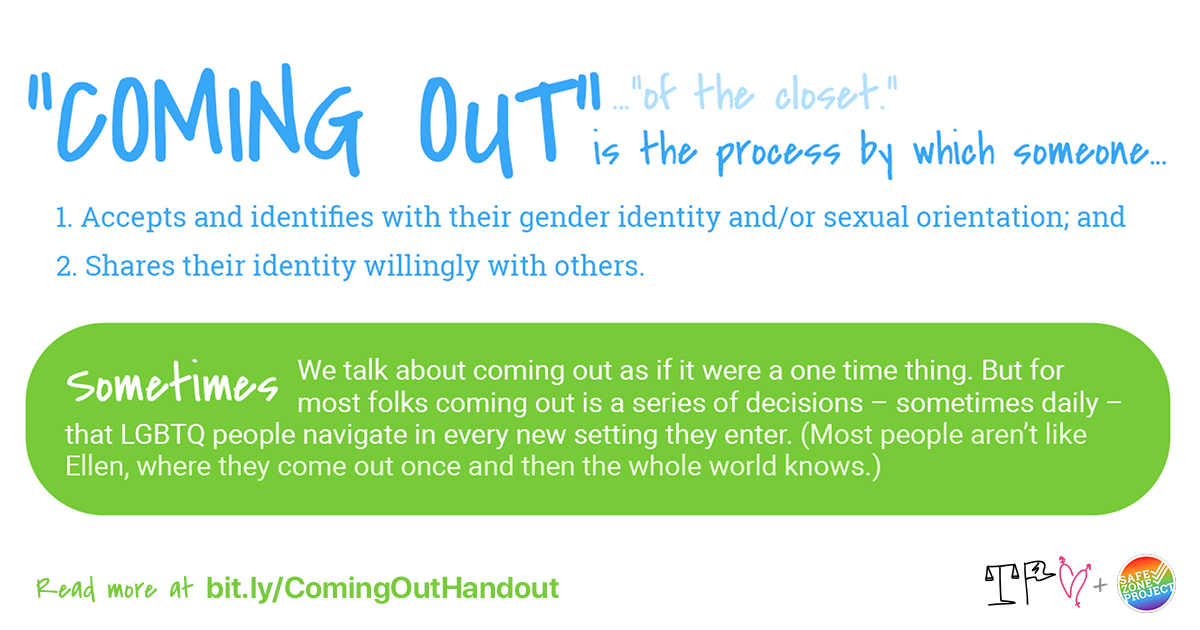 "COMING OUT" ..."of the closet."
is the process by which someone...
1. Accepts and identifies with their gender identity and/or sexual orientation; and
2. Shares their identity willingly with others.
Sometimes We talk about coming out as if it were a one time thing. But for
most folks coming out is a series of decisions – sometimes daily –
that LGBTQ people navigate in every new setting they enter. (Most people aren’t like
Ellen, where they come out once and then the whole world knows.)
Read more at bit.ly/ComingOutHandout
+
SAFE
ZONE
PROJECT